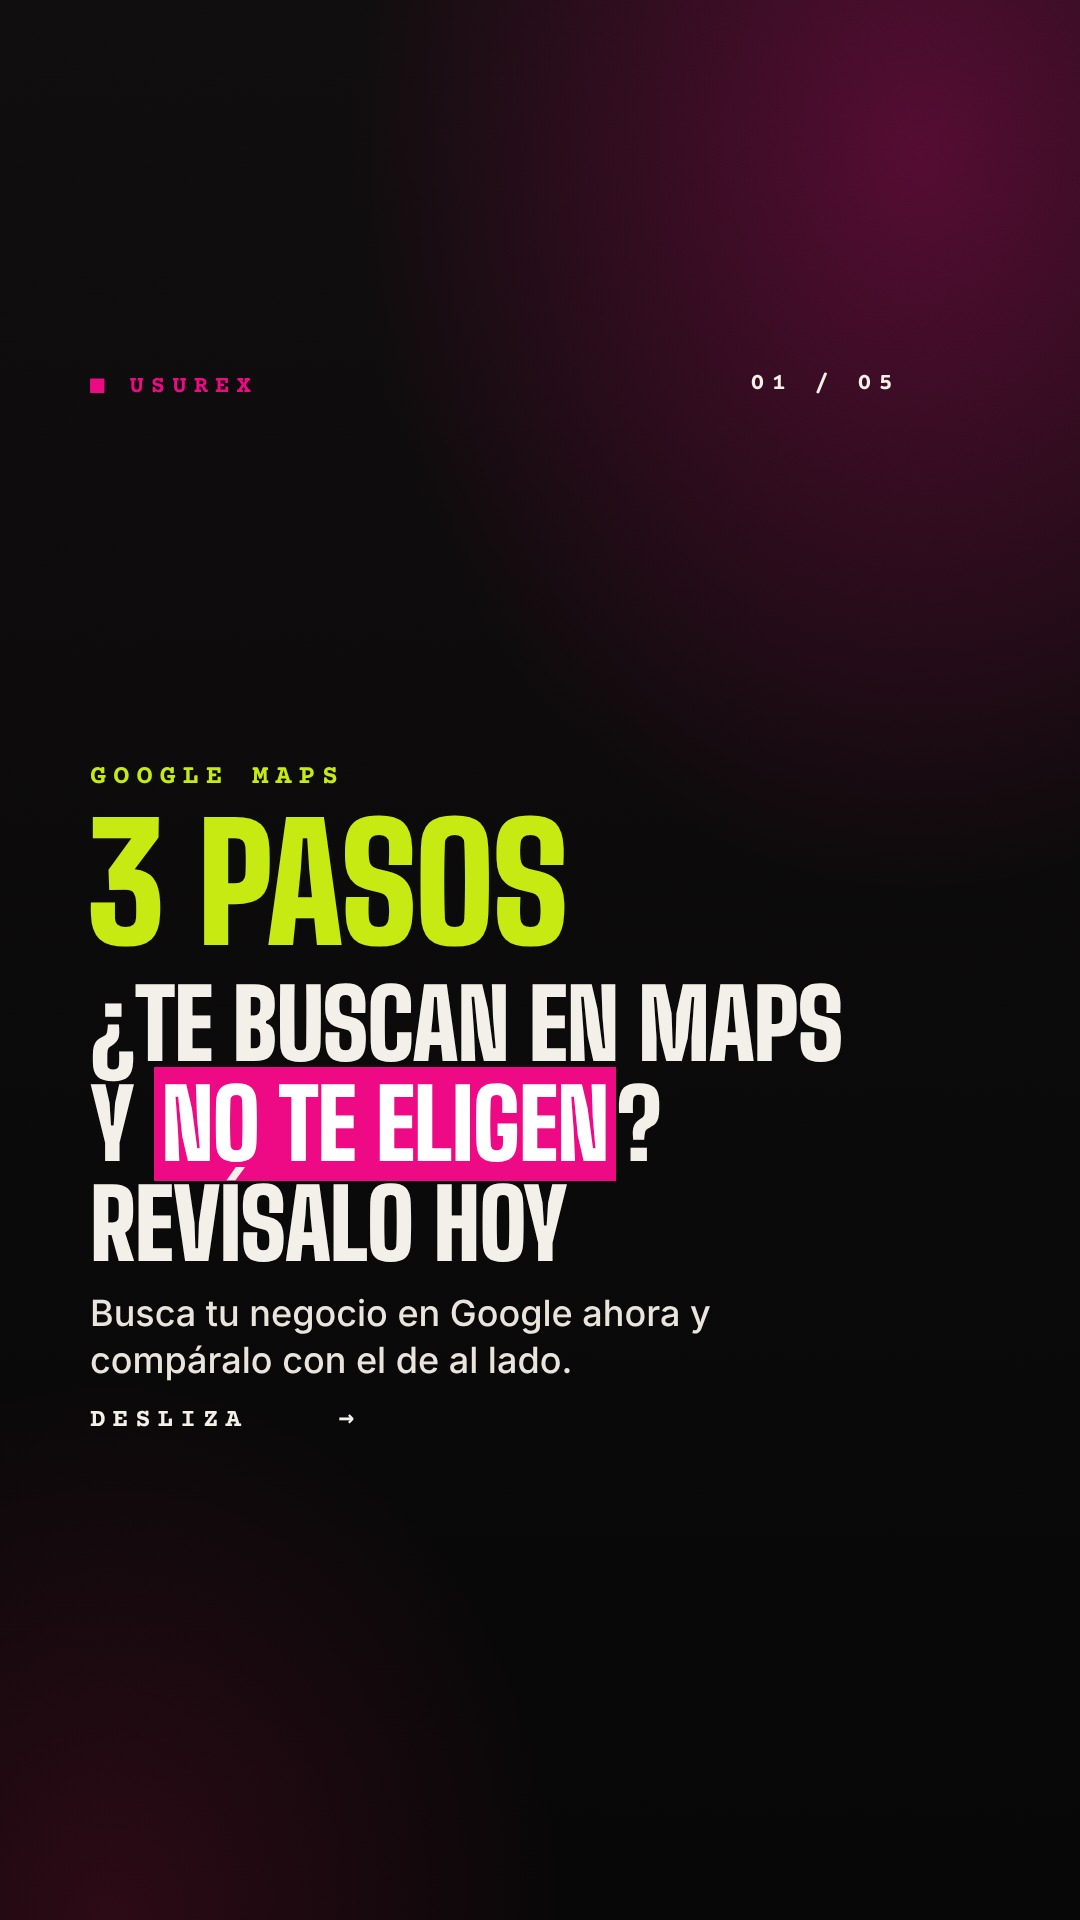 ■ USUREX
01 / 05
GOOGLE MAPS
3 PASOS
¿TE BUSCAN EN MAPS
Y NO TE ELIGEN?
REVÍSALO HOY
Busca tu negocio en Google ahora y
compáralo con el de al lado.
DESLIZA →